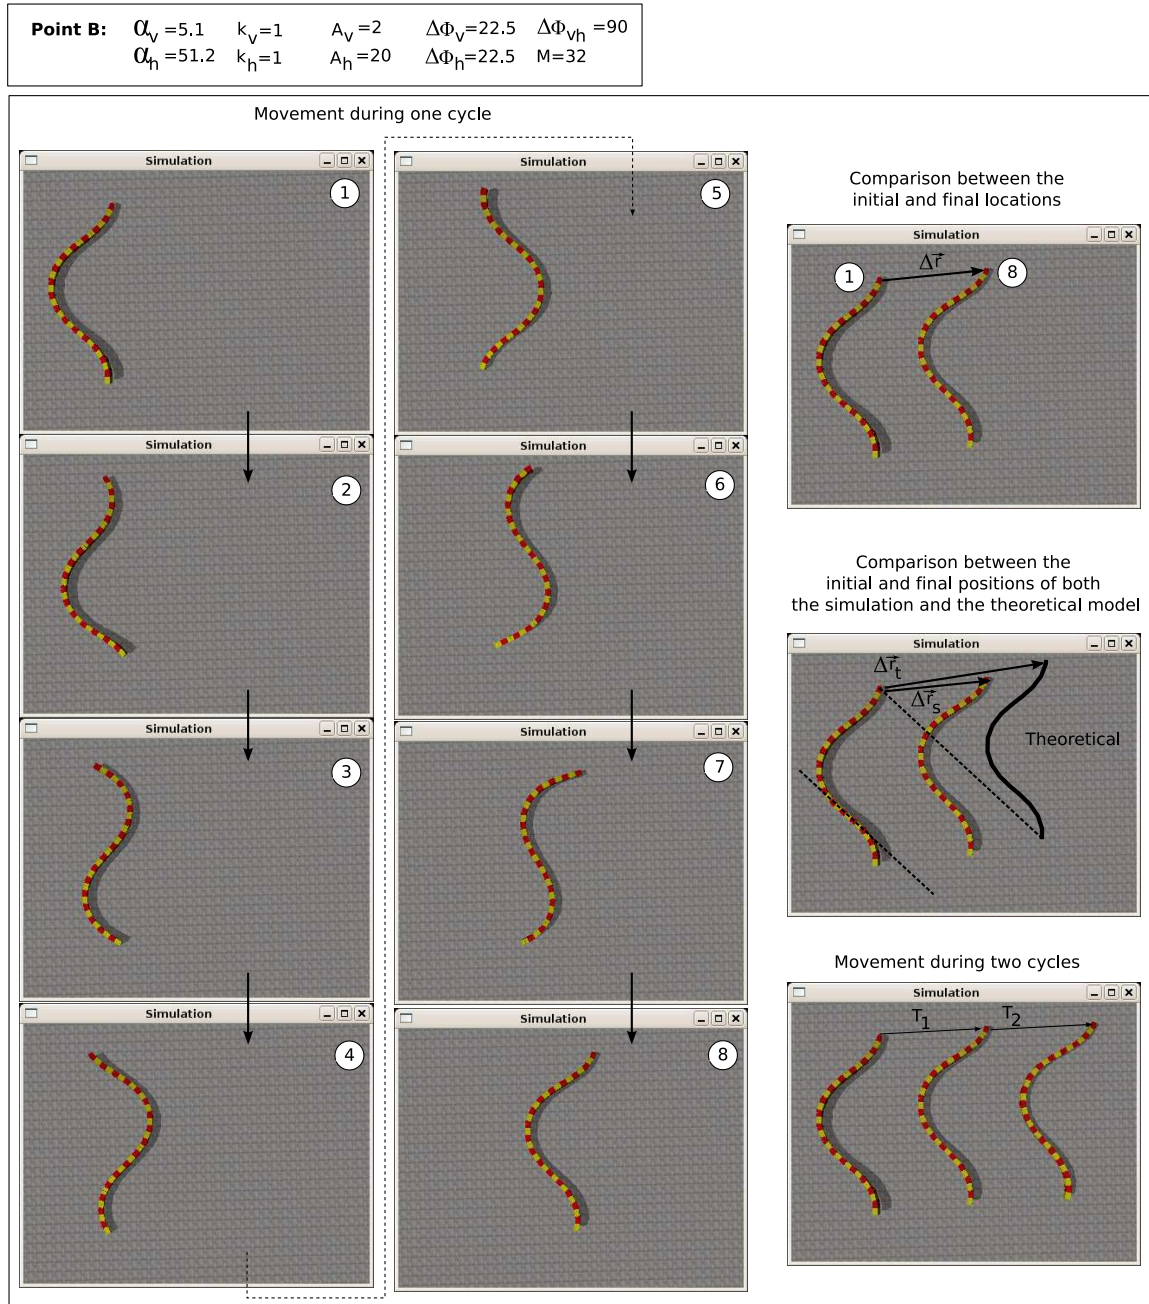 Point B: αv=5.1 kv=1 Av=2 ΔΦv=22.5 ΔΦvh=90
αh=51.2 kh=1 Ah=20 ΔΦh=22.5 M=32
Movement during one cycle
Simulation
1
Simulation
2
Simulation
3
Simulation
4
Simulation
5
Simulation
6
Simulation
7
Simulation
8
Comparison between the
initial and final locations
Simulation
Δr⃗
1
8
Comparison between the
initial and final positions of both
the simulation and the theoretical model
Simulation
Δr⃗t
Δr⃗s
Theoretical
Movement during two cycles
Simulation
T1
T2